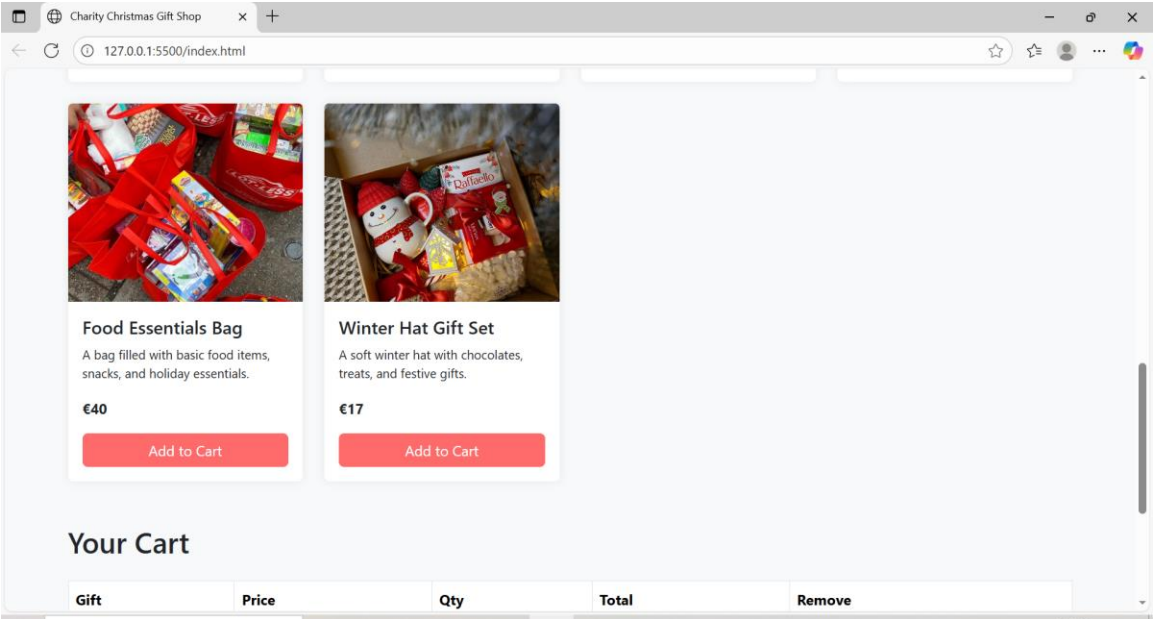 Charity Christmas Gift Shop
127.0.0.1:5500/index.html
LESS
Raffaello
Food Essentials Bag
A bag filled with basic food items,
snacks, and holiday essentials.
€40
Add to Cart
Winter Hat Gift Set
A soft winter hat with chocolates,
treats, and festive gifts.
€17
Add to Cart
Your Cart
Gift Price Qty Total Remove